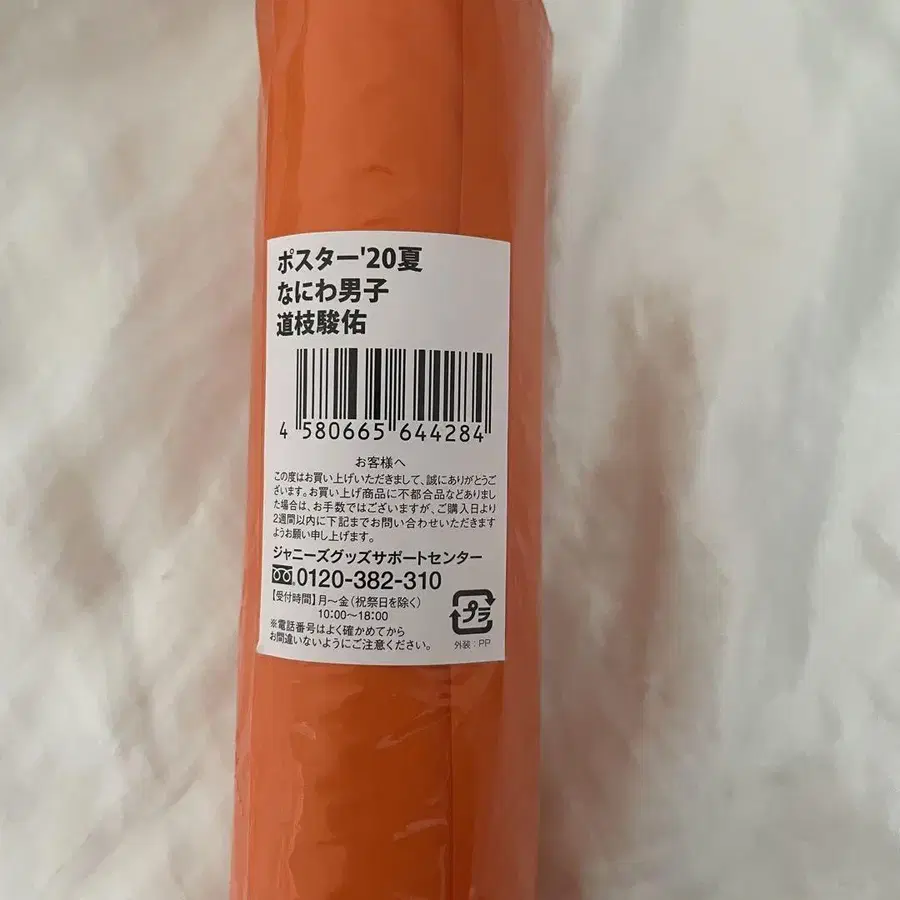 ポスター'20夏
なにわ男子
道枝駿佑
4 580665 644284
お客様へ
この度はお買い上げいただきまして、誠にありがとうご
ざいます。お買い上げ商品に不都合品などありまし
た場合は、お手数ではございますが、ご購入日より
2週間以内に下記までお問い合わせいただきます
ようお願い申し上げます。
ジャニーズグッズサポートセンター
0120-382-310
【受付時間】月〜金(祝祭日を除く)
10:00〜18:00
※電話番号はよく確かめてから
お間違いないようにご注意ください。
プラ
外装:PP